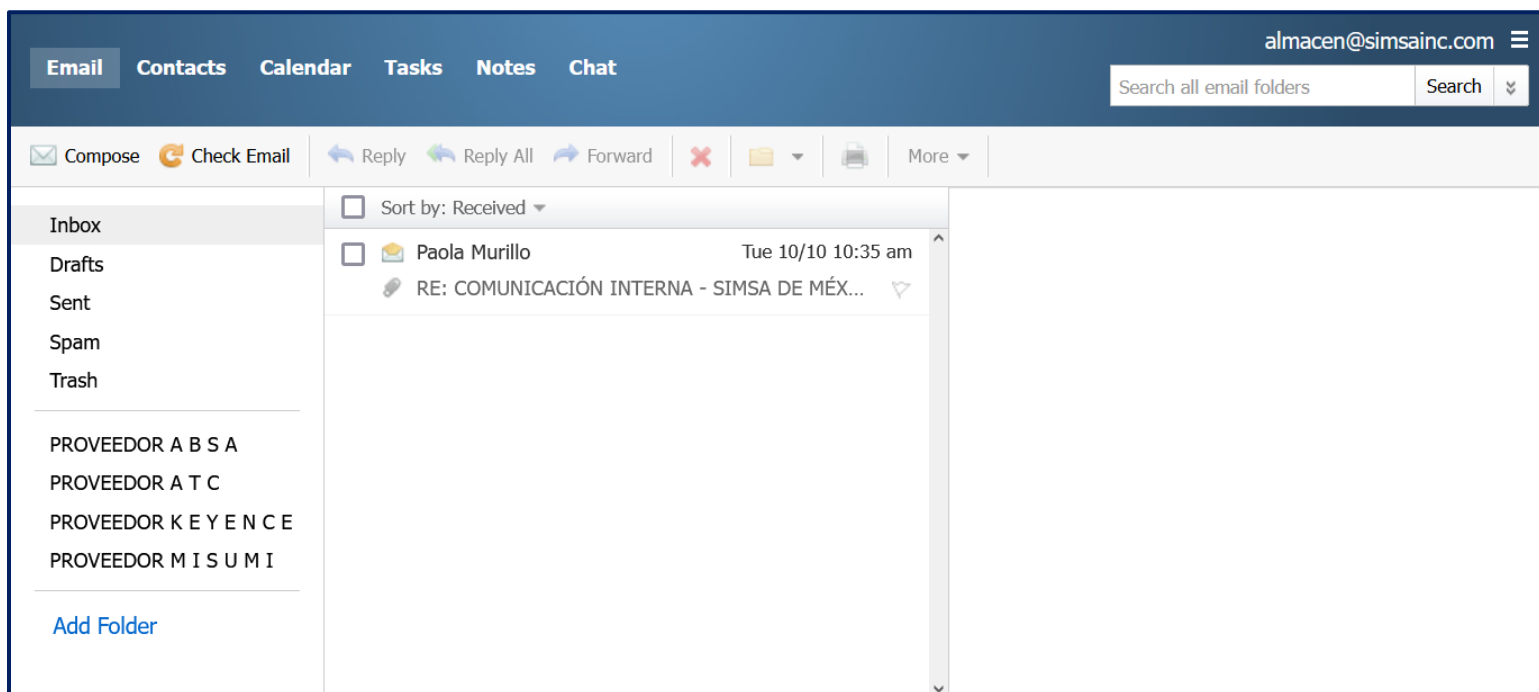 almacen@simsainc.com
Email Contacts Calendar Tasks Notes Chat
Search all email folders Search
Compose Check Email Reply Reply All Forward More
Inbox
Drafts
Sent
Spam
Trash
PROVEEDOR A B S A
PROVEEDOR A T C
PROVEEDOR K E Y E N C E
PROVEEDOR M I S U M I
Add Folder
Sort by: Received
Paola Murillo Tue 10/10 10:35 am
RE: COMUNICACIÓN INTERNA - SIMSA DE MÉX...